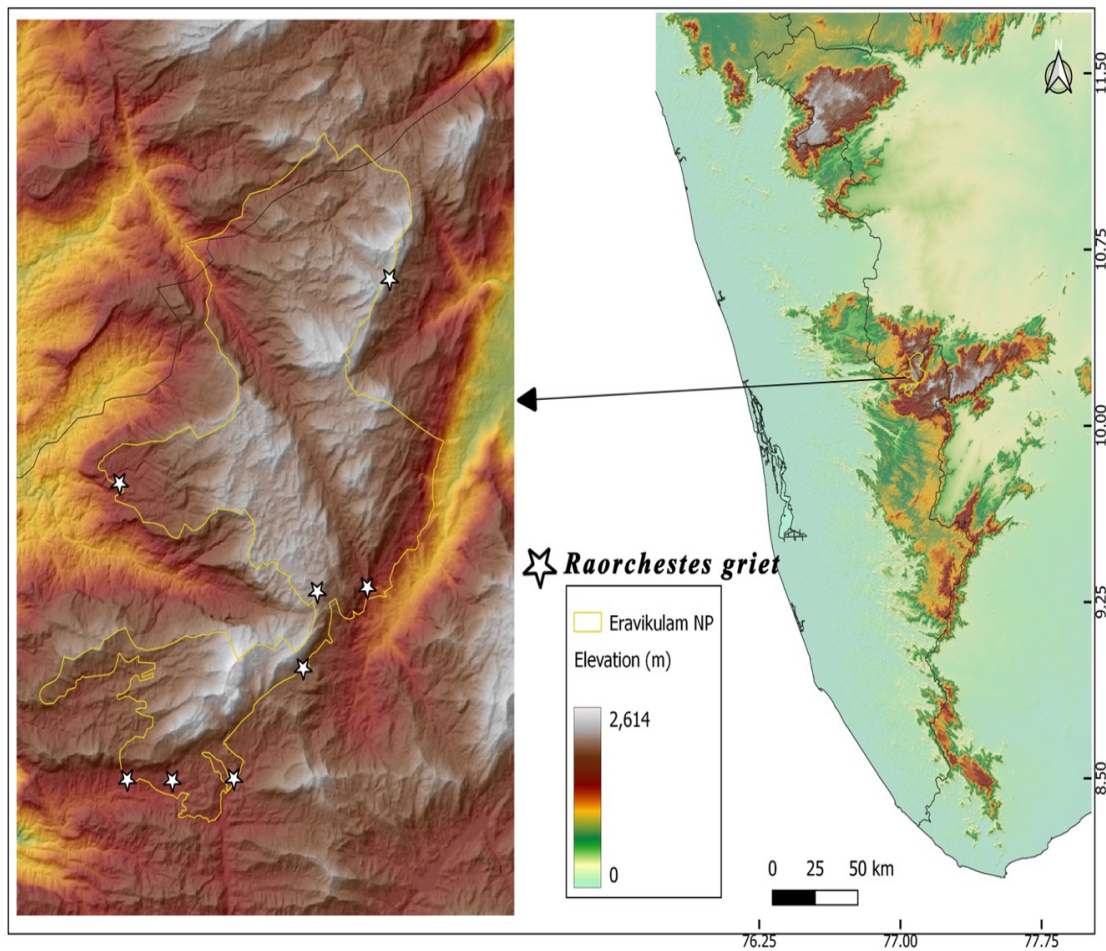 N
11.50
10.75
10.00
9.25
8.50
Raorchestes griet
Eravikulam NP
Elevation (m)
2,614
0
0 25 50 km
76.25 77.00 77.75